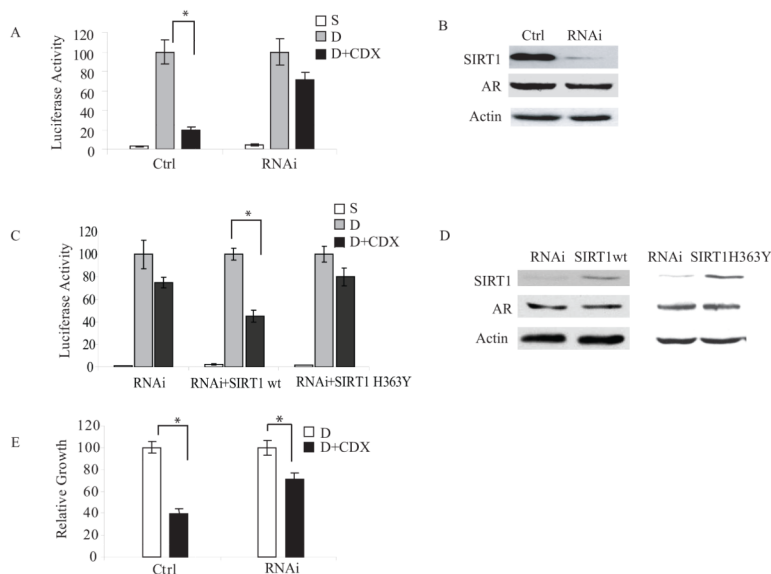 A
Luciferase Activity
120
100
80
60
40
20
0
*
S
D
D+CDX
Ctrl
RNAi
B
Ctrl RNAi
SIRT1
AR
Actin
C
Luciferase Activity
120
100
80
60
40
20
0
*
S
D
D+CDX
RNAi
RNAi+SIRT1 wt
RNAi+SIRT1 H363Y
D
RNAi SIRT1wt RNAi SIRT1H363Y
SIRT1
AR
Actin
E
Relative Growth
120
100
80
60
40
20
0
*
*
D
D+CDX
Ctrl
RNAi